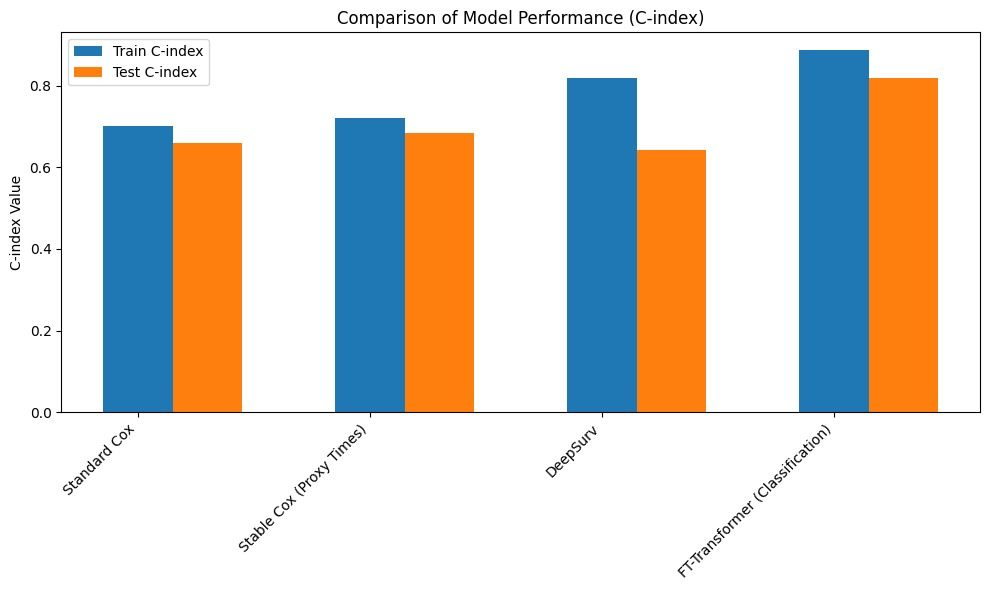 Comparison of Model Performance (C-index)
Train C-index
Test C-index
C-index Value
0.8
0.6
0.4
0.2
0.0
Standard Cox
Stable Cox (Proxy Times)
DeepSurv
FT-Transformer (Classification)